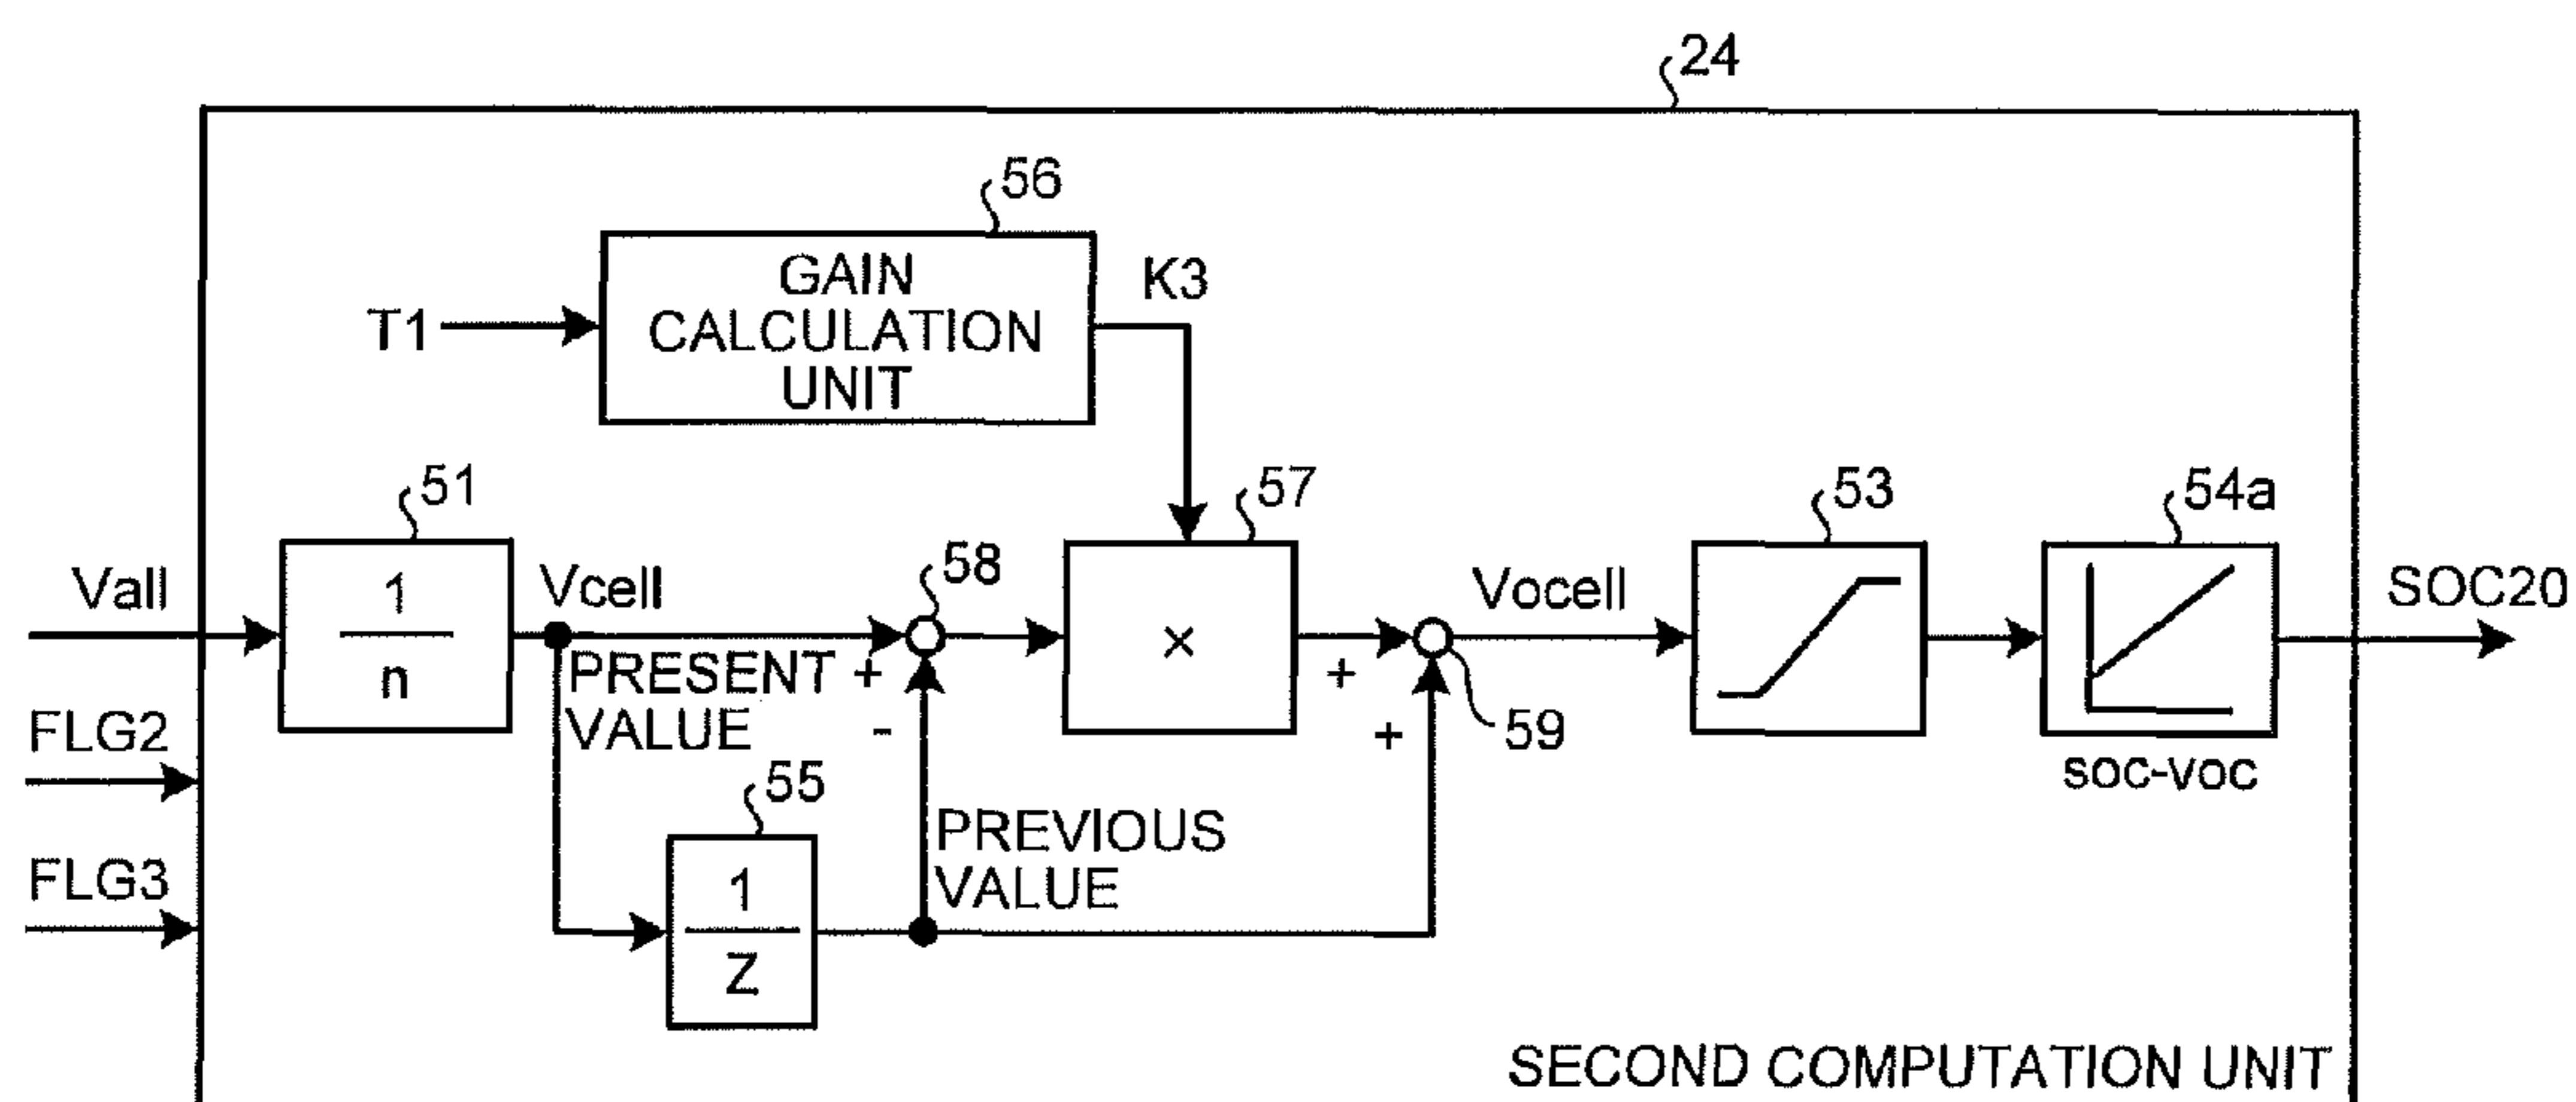 24
56
GAIN
CALCULATION
UNIT
K3
T1
51
57
53
54a
Vall
1
n
Vcell
58
×
Vocell
SOC20
PRESENT
VALUE
+
-
+
+
59
soc-voc
FLG2
55
PREVIOUS
VALUE
FLG3
1
Z
SECOND COMPUTATION UNIT